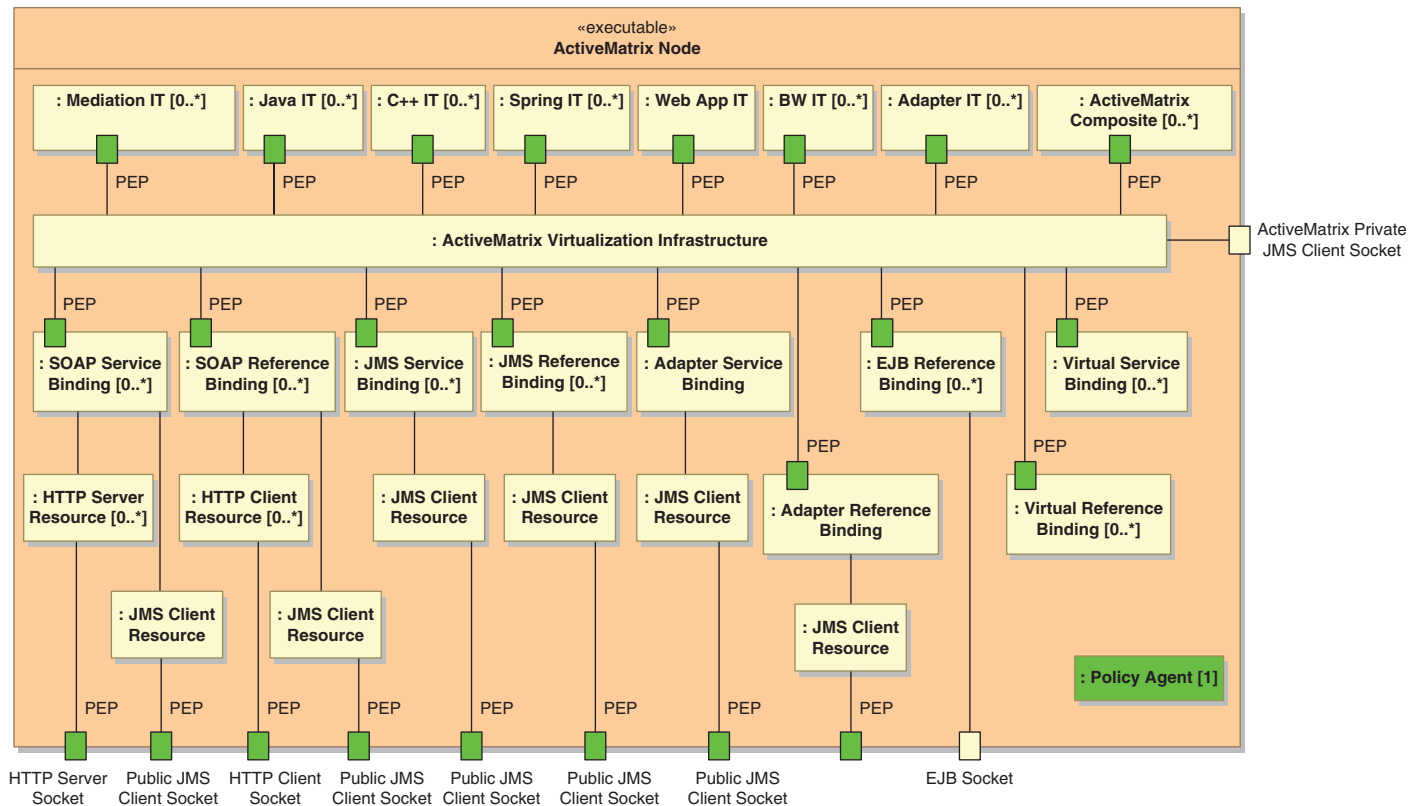 «executable»
ActiveMatrix Node
: Mediation IT [0..*]
: Java IT [0..*]
: C++ IT [0..*]
: Spring IT [0..*]
: Web App IT
: BW IT [0..*]
: Adapter IT [0..*]
: ActiveMatrix
Composite [0..*]
PEP
PEP
PEP
PEP
PEP
PEP
PEP
PEP
: ActiveMatrix Virtualization Infrastructure
ActiveMatrix Private
JMS Client Socket
PEP
PEP
PEP
PEP
PEP
PEP
PEP
: SOAP Service
Binding [0..*]
: SOAP Reference
Binding [0..*]
: JMS Service
Binding [0..*]
: JMS Reference
Binding [0..*]
: Adapter Service
Binding
: EJB Reference
Binding [0..*]
: Virtual Service
Binding [0..*]
PEP
PEP
: HTTP Server
Resource [0..*]
: HTTP Client
Resource [0..*]
: JMS Client
Resource
: JMS Client
Resource
: JMS Client
Resource
: Adapter Reference
Binding
: Virtual Reference
Binding [0..*]
: JMS Client
Resource
: JMS Client
Resource
: JMS Client
Resource
: Policy Agent [1]
PEP
PEP
PEP
PEP
PEP
PEP
PEP
PEP
HTTP Server
Socket
Public JMS
Client Socket
HTTP Client
Socket
Public JMS
Client Socket
Public JMS
Client Socket
Public JMS
Client Socket
Public JMS
Client Socket
EJB Socket